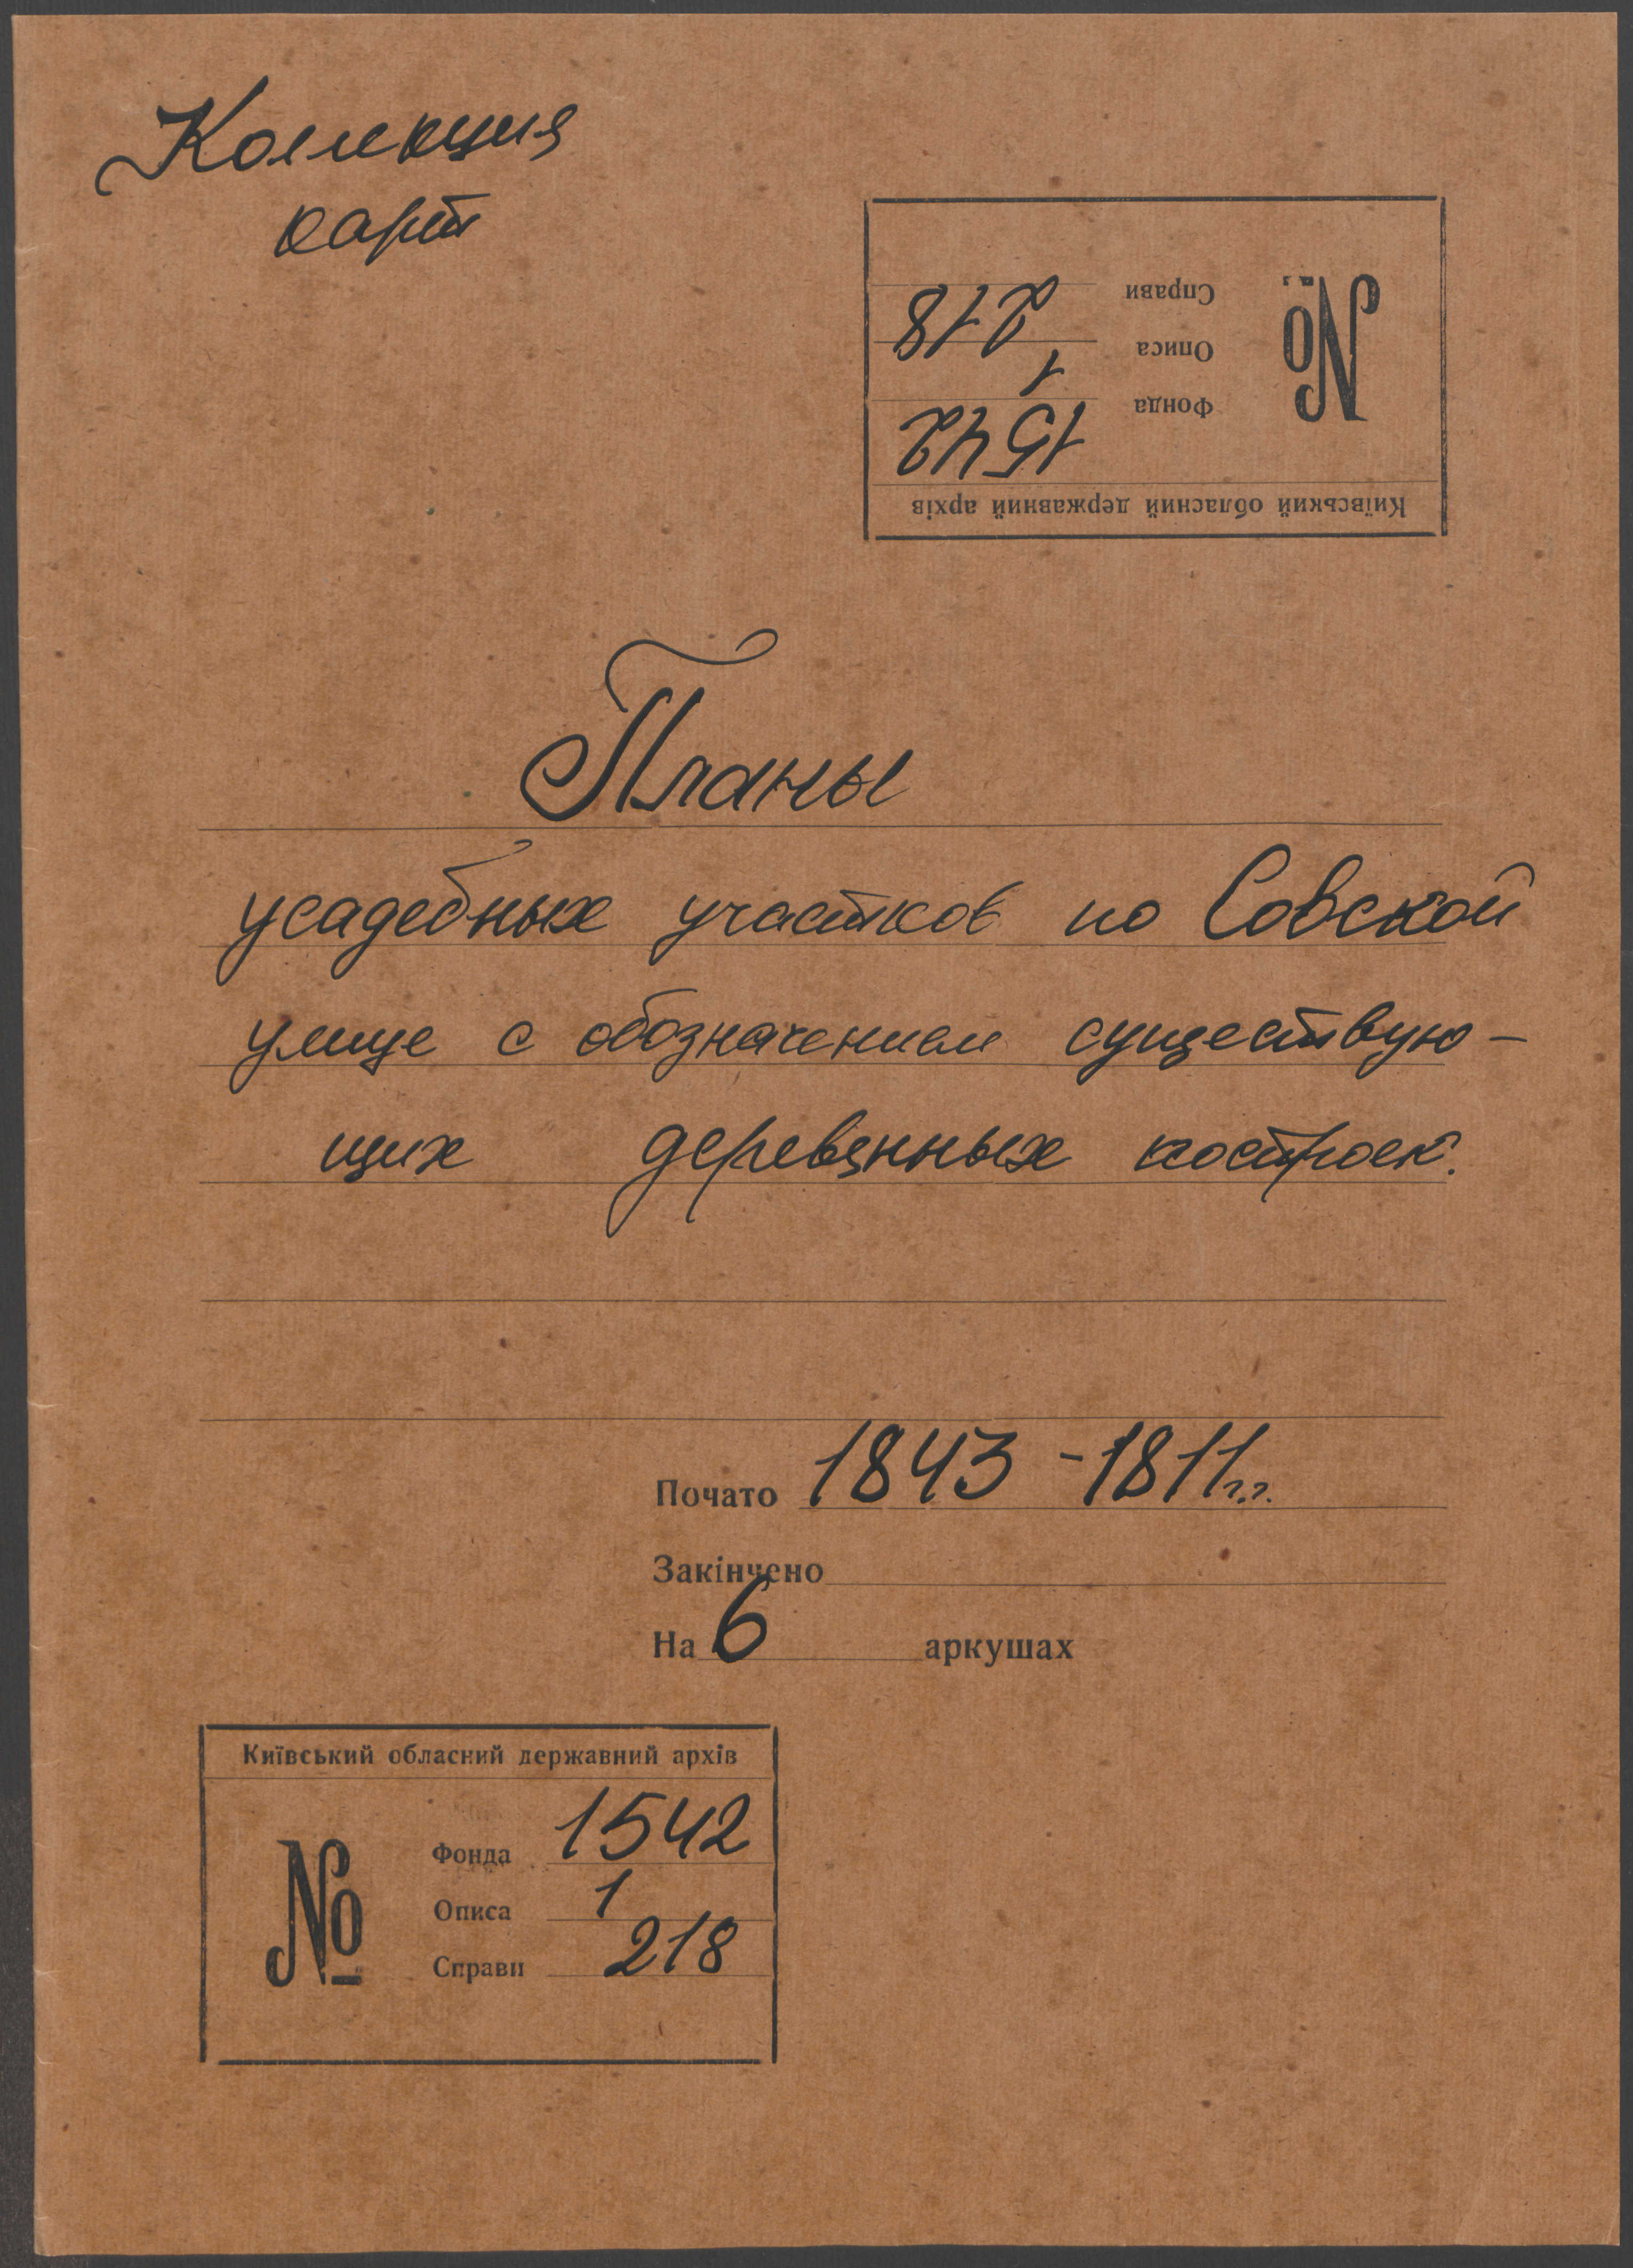 Коллекция
карт
Київський обласний державний архів
№
Фонда 1542
Описа 1
Справи 218
Планы
усадебных участков по Совской
улице с обозначением существую-
щих деревянных построек.
Почато 1843 - 1811 г.г.
Закінчено
На 6 аркушах
Київський обласний державний архів
№
Фонда 1542
Описа 1
Справи 218